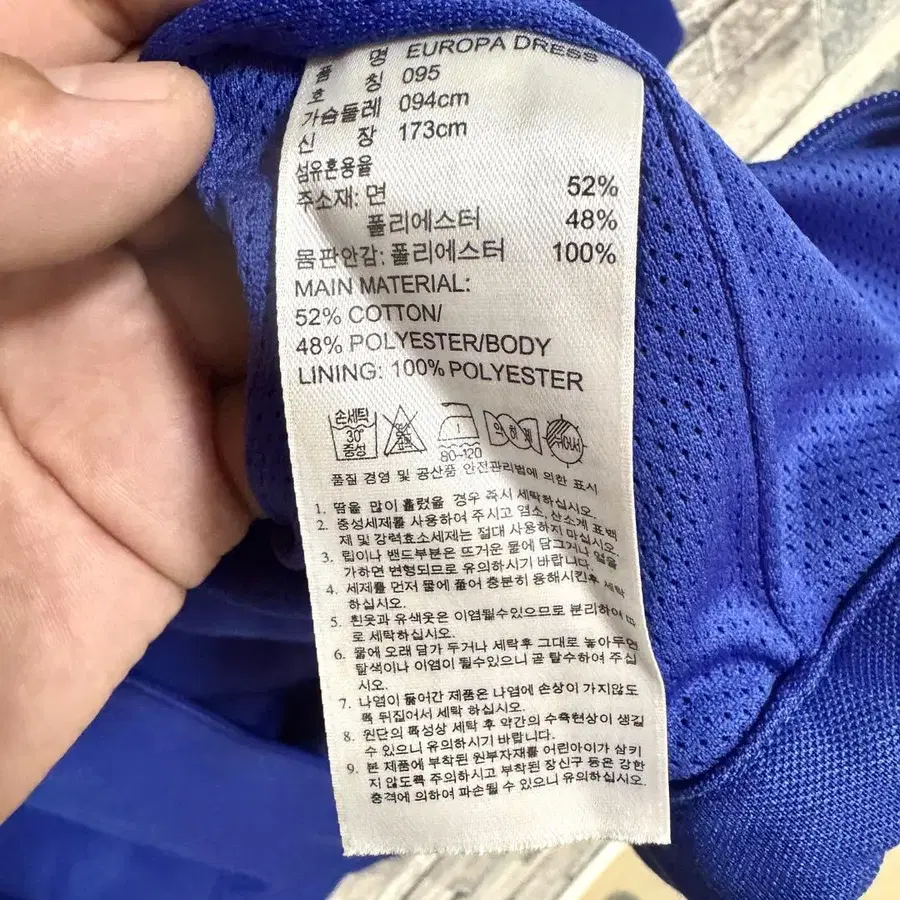 품 명 EUROPA DRESS
호 칭 095
가슴둘레 094cm
신 장 173cm
섬유혼용율
주소재: 면 52%
폴리에스터 48%
몸판안감: 폴리에스터 100%
MAIN MATERIAL:
52% COTTON/
48% POLYESTER/BODY
LINING: 100% POLYESTER
손세탁 30° 중성 1 80~120 약하게 드라이
품질 경영 및 공산품 안전관리법에 의한 표시
1. 땀을 많이 흘렸을 경우 즉시 세탁하십시오.
2. 중성세제를 사용하여 주시고 염소, 산소계 표백
제 및 강력효소세제는 절대 사용하지 마십시오.
3. 립이나 밴드부분은 뜨거운 물에 담그거나 열을
가하면 변형되므로 유의하시기 바랍니다.
4. 세제를 먼저 물에 풀어 충분히 용해시킨후 세탁
하십시오.
5. 흰옷과 유색옷은 이염될수있으므로 분리하여 따
로 세탁하십시오.
6. 물에 오래 담가 두거나 세탁후 그대로 놓아두면
탈색이나 이염이 될수있으니 곧 탈수하여 주십
시오.
7. 나염이 들어간 제품은 나염에 손상이 가지않도
록 뒤집어서 세탁 하십시오.
8. 원단의 특성상 세탁 후 약간의 수축현상이 생길
수 있으니 유의하시기 바랍니다.
9. 본 제품에 부착된 원부자재를 어린아이가 삼키
지 않도록 주의하시고 부착된 장신구 등은 강한
충격에 의하여 파손될 수 있으니 유의하십시오.